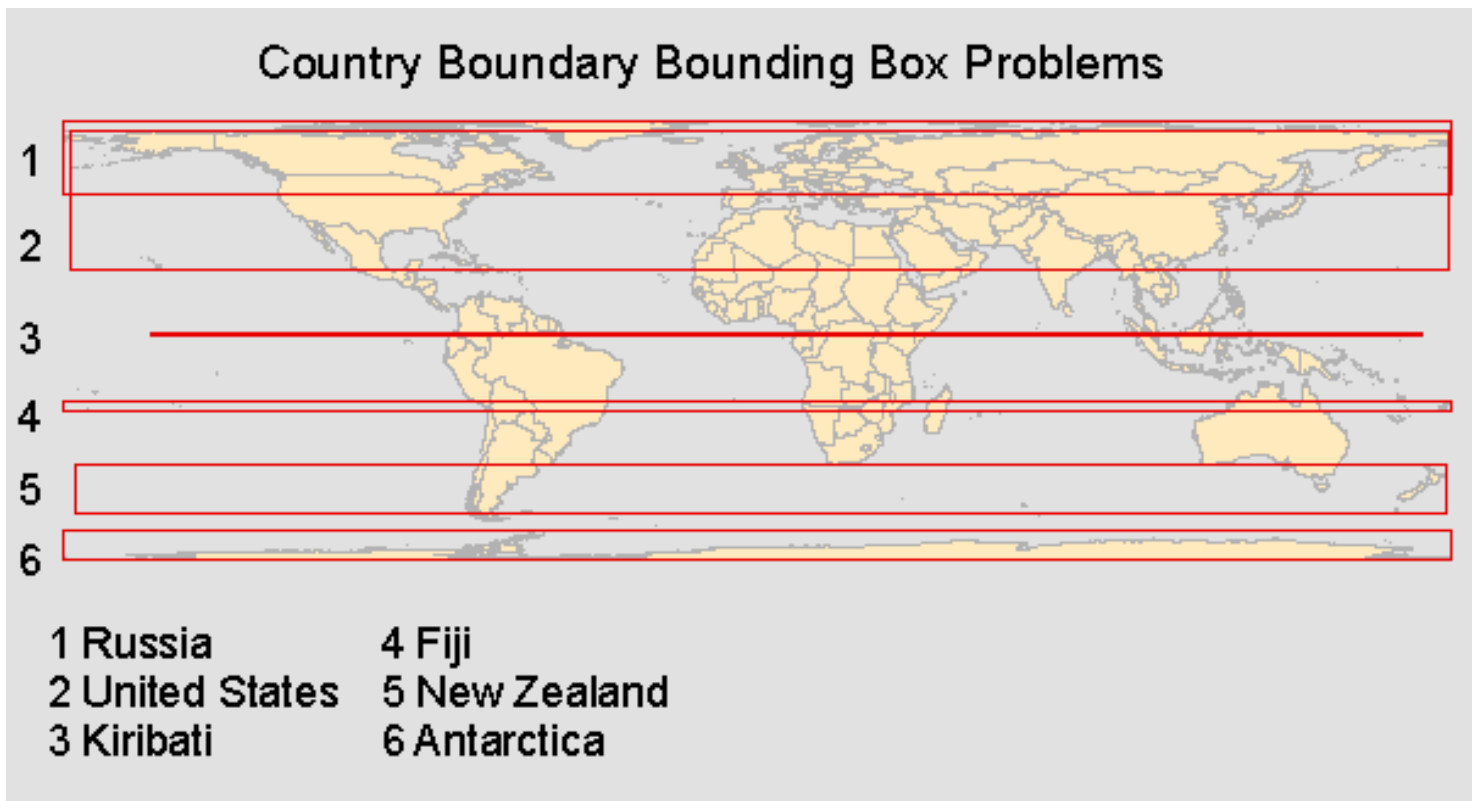 Country Boundary Bounding Box Problems
1
2
3
4
5
6
1 Russia
2 United States
3 Kiribati
4 Fiji
5 New Zealand
6 Antarctica